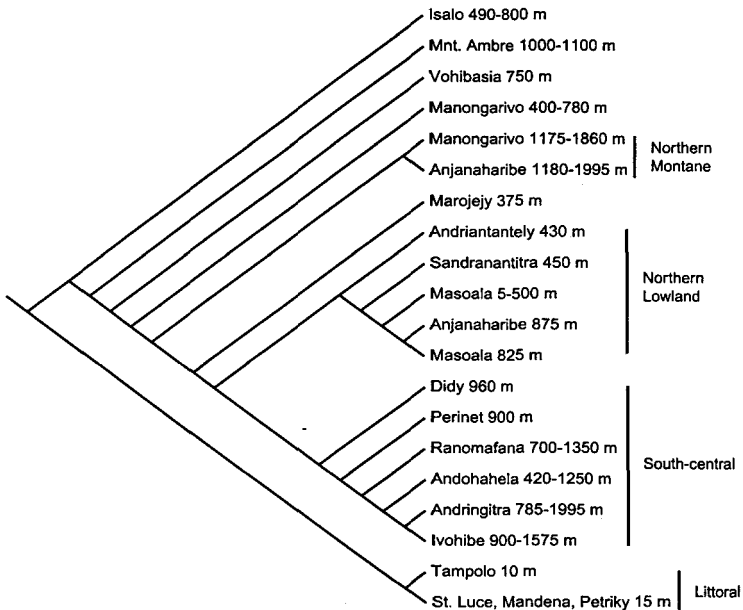 Isalo 490-800 m
Mnt. Ambre 1000-1100 m
Vohibasia 750 m
Manongarivo 400-780 m
Manongarivo 1175-1860 m
Anjanaharibe 1180-1995 m
Northern
Montane
Marojejy 375 m
Andriantantely 430 m
Sandranantitra 450 m
Masoala 5-500 m
Anjanaharibe 875 m
Masoala 825 m
Northern
Lowland
Didy 960 m
Perinet 900 m
Ranomafana 700-1350 m
Andohahela 420-1250 m
Andringitra 785-1995 m
Ivohibe 900-1575 m
South-central
Tampolo 10 m
St. Luce, Mandena, Petriky 15 m
Littoral